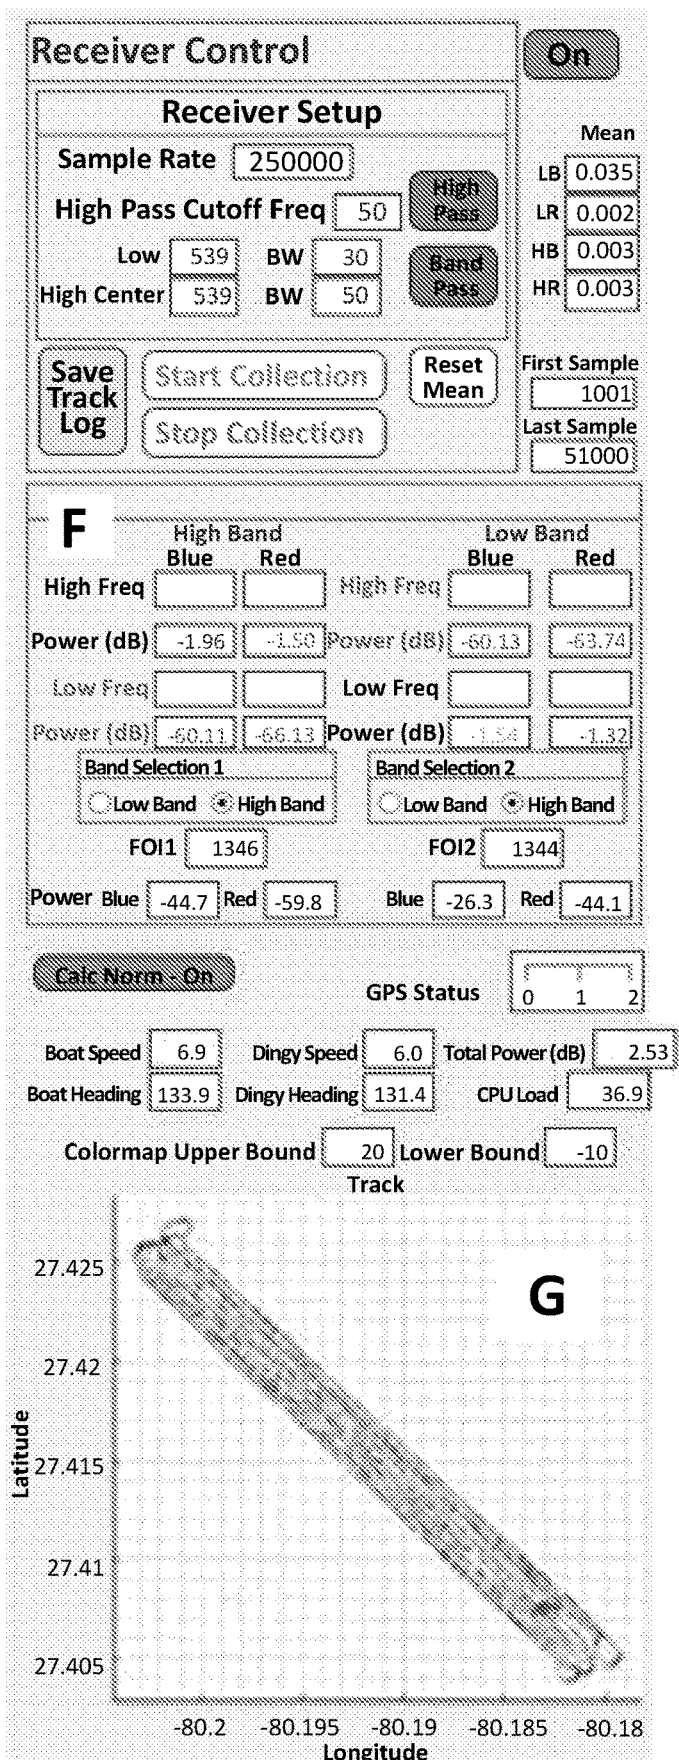 Receiver Control
On
Receiver Setup
Mean
Sample Rate 250000
LB 0.035
High Pass
High Pass Cutoff Freq 50
LR 0.002
Low 539 BW 30
HB 0.003
Band Pass
High Center 539 BW 50
HR 0.003
Save Track Log
Start Collection
Reset Mean
First Sample
1001
Stop Collection
Last Sample
51000
F
High Band Low Band
Blue Red Blue Red
High Freq High Freq
Power (dB) -1.96 -1.50 Power (dB) -60.13 -63.74
Low Freq Low Freq
Power (dB) -60.11 -66.13 Power (dB) -1.54 -1.32
Band Selection 1 Band Selection 2
Low Band High Band Low Band High Band
FOI1 1346 FOI2 1344
Power Blue -44.7 Red -59.8 Blue -26.3 Red -44.1
Calc Norm - On
GPS Status 0 1 2
Boat Speed 6.9 Dingy Speed 6.0 Total Power (dB) 2.53
Boat Heading 133.9 Dingy Heading 131.4 CPU Load 36.9
Colormap Upper Bound 20 Lower Bound -10
Track
G
27.425
27.42
27.415
27.41
27.405
Latitude
-80.2 -80.195 -80.19 -80.185 -80.18
Longitude